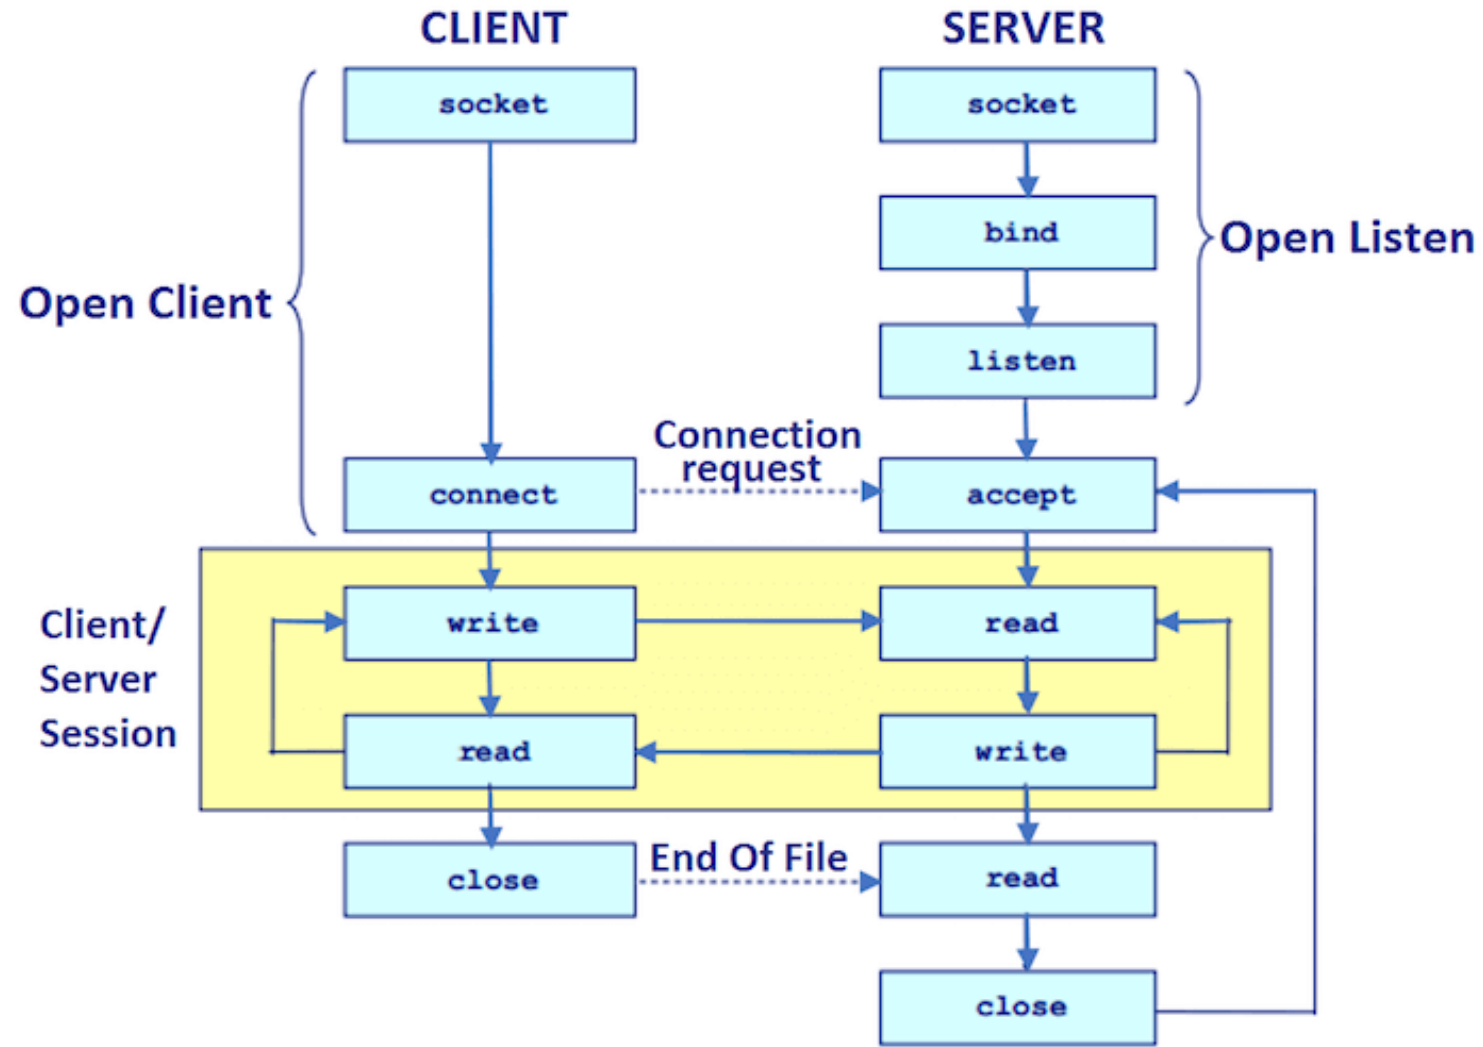 CLIENT
SERVER
socket
socket
bind
Open Listen
Open Client
listen
Connection
request
connect
accept
Client/
Server
Session
write
read
read
write
close
End Of File
read
close